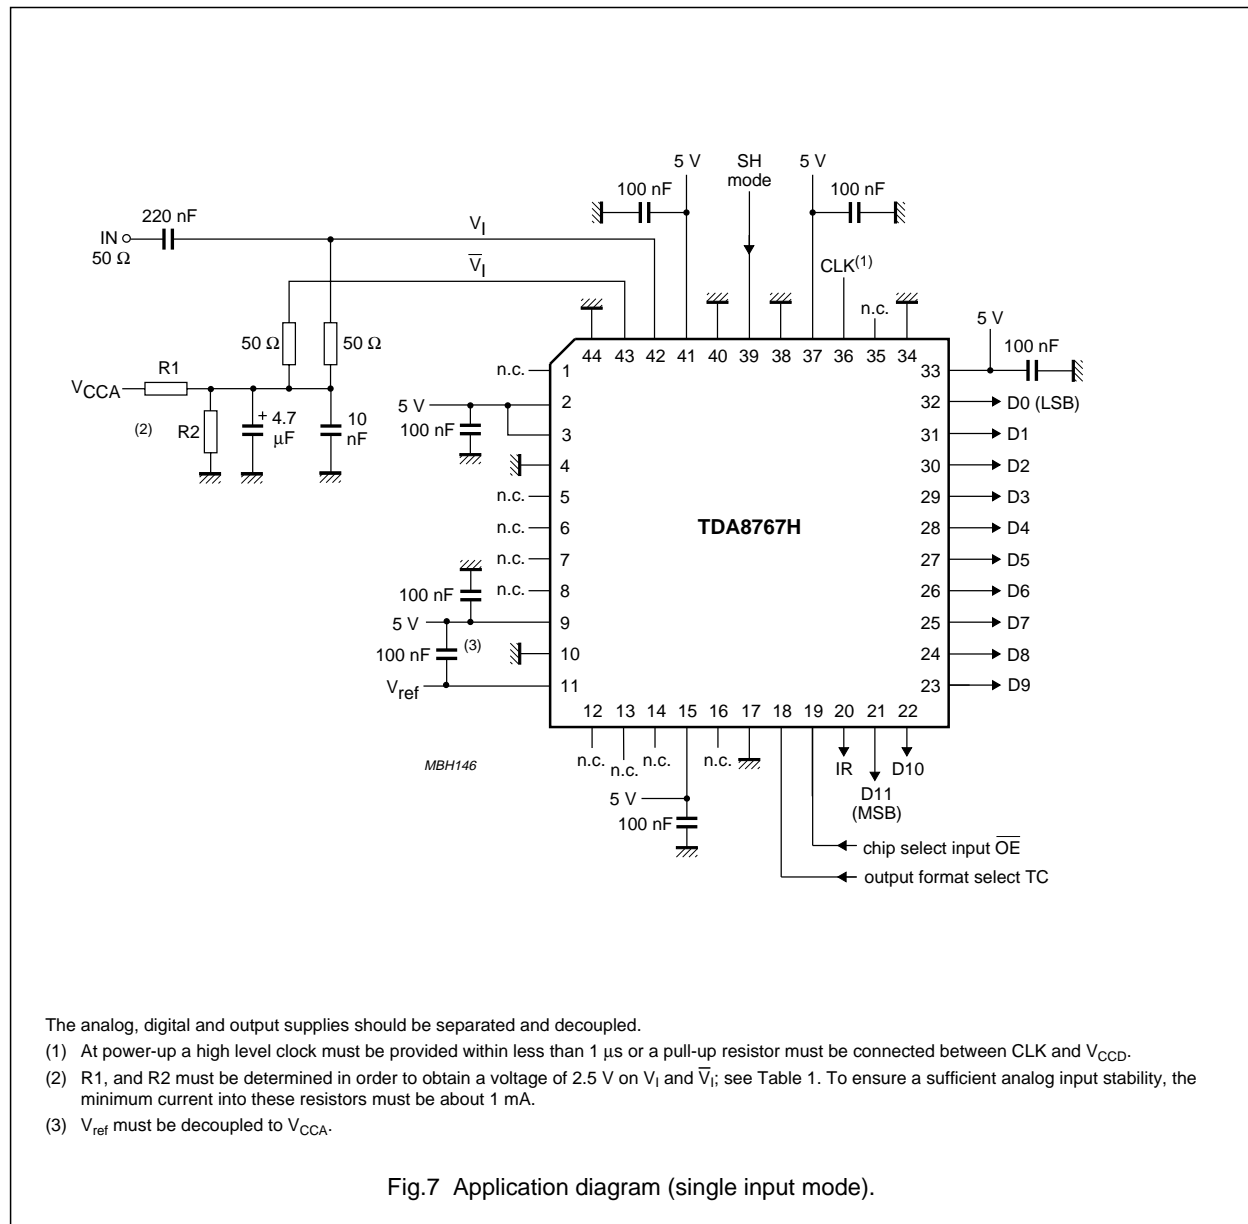 5 V
SH
mode
5 V
100 nF
100 nF
220 nF
IN
50 Ω
V_I
V̅_I
CLK(1)
n.c.
5 V
100 nF
50 Ω
50 Ω
44 43 42 41 40 39 38 37 36 35 34
V_CCA
R1
(2)
R2
+ 4.7
μF
10
nF
n.c. 1
5 V 2
100 nF 3
4
n.c. 5
n.c. 6
n.c. 7
n.c. 8
100 nF
5 V 9
100 nF (3) 10
V_ref 11
TDA8767H
33
32 D0 (LSB)
31 D1
30 D2
29 D3
28 D4
27 D5
26 D6
25 D7
24 D8
23 D9
12 13 14 15 16 17 18 19 20 21 22
n.c. n.c. n.c. n.c.
IR
D11
(MSB)
D10
MBH146
5 V
100 nF
chip select input O̅E̅
output format select TC
The analog, digital and output supplies should be separated and decoupled.
(1) At power-up a high level clock must be provided within less than 1 μs or a pull-up resistor must be connected between CLK and V_CCD.
(2) R1, and R2 must be determined in order to obtain a voltage of 2.5 V on V_I and V̅_I; see Table 1. To ensure a sufficient analog input stability, the
minimum current into these resistors must be about 1 mA.
(3) V_ref must be decoupled to V_CCA.
Fig.7 Application diagram (single input mode).